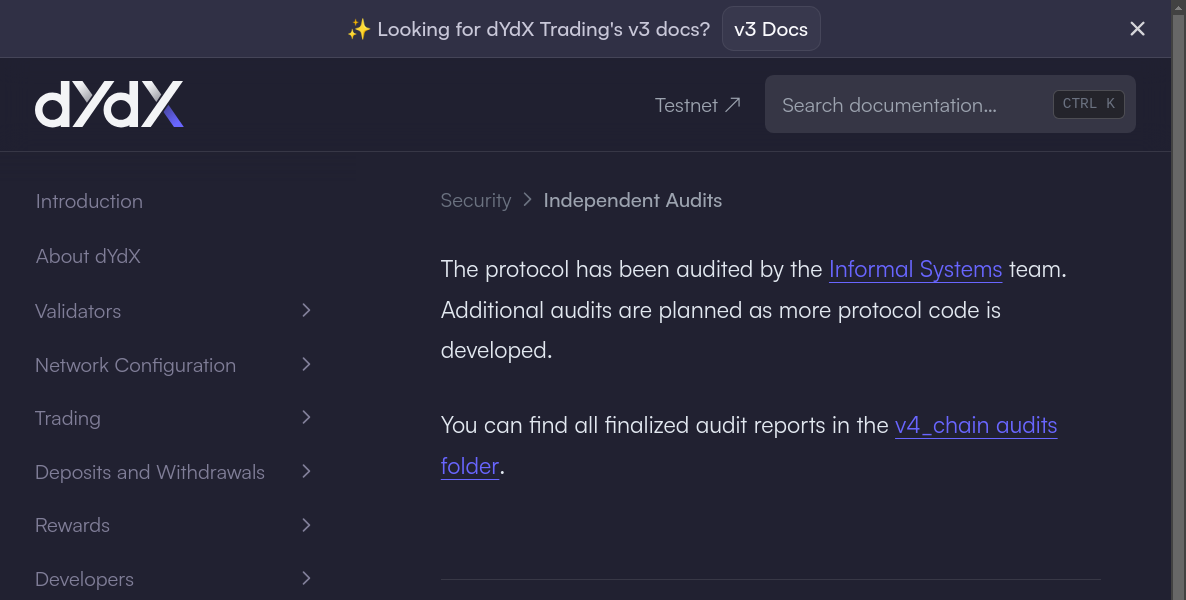 ✨ Looking for dYdX Trading's v3 docs? v3 Docs
dYdX
Testnet ↗ Search documentation... CTRL K
Introduction
About dYdX
Validators
Network Configuration
Trading
Deposits and Withdrawals
Rewards
Developers
Security > Independent Audits
The protocol has been audited by the Informal Systems team.
Additional audits are planned as more protocol code is
developed.
You can find all finalized audit reports in the v4_chain audits
folder.